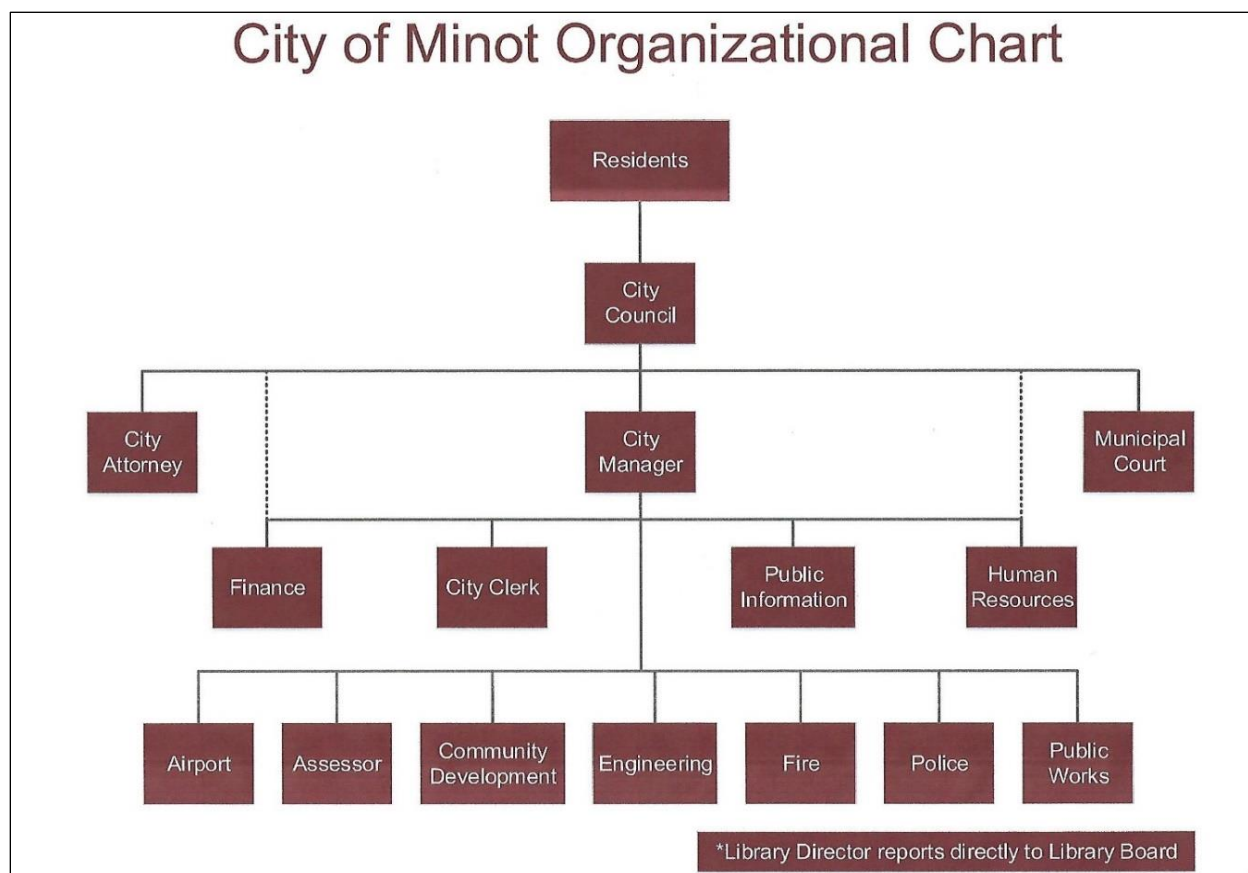 City of Minot Organizational Chart
Residents
City
Council
City
Attorney
City
Manager
Municipal
Court
Finance
City Clerk
Public
Information
Human
Resources
Airport
Assessor
Community
Development
Engineering
Fire
Police
Public
Works
*Library Director reports directly to Library Board